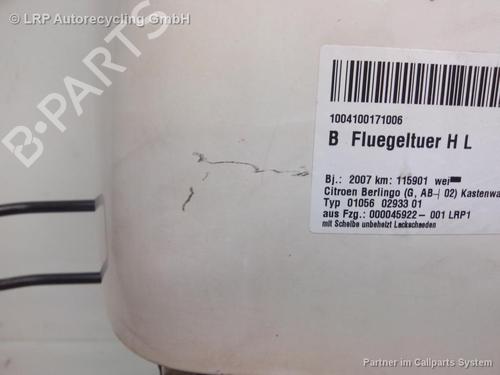 © LRP Autorecycling GmbH
B-PARTS
1004100171006
B Fluegeltuer H L
Bj.: 2007 km: 115901 wei
Citroen Berlingo (G, AB-| 02) Kastenwa
Typ 01056 02933 01
aus Fzg.: 000045922- 001 LRP1
mit Scheibe unbeheizt Lackschaeden
Partner im Callparts System